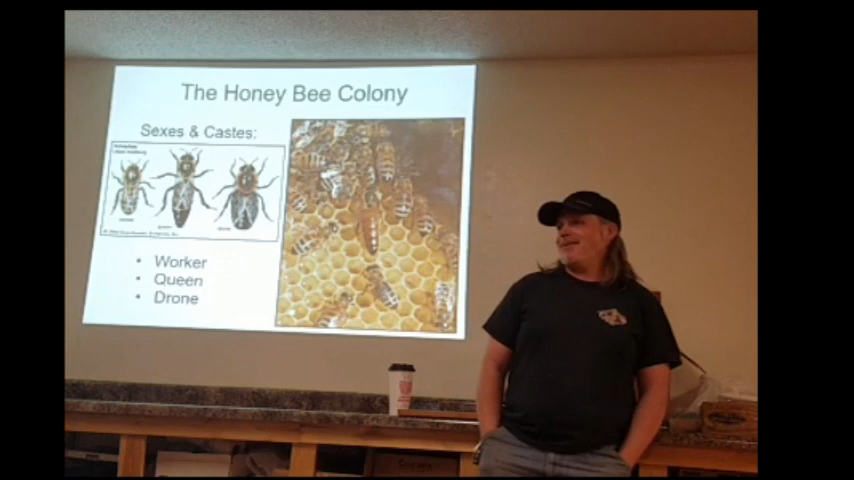 The Honey Bee Colony
Sexes & Castes:
• Worker
• Queen
• Drone